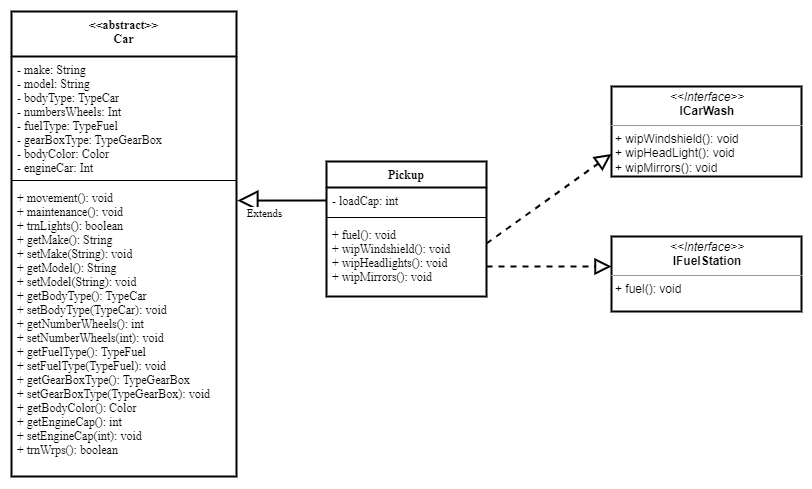 <<abstract>>
Car
- make: String
- model: String
- bodyType: TypeCar
- numbersWheels: Int
- fuelType: TypeFuel
- gearBoxType: TypeGearBox
- bodyColor: Color
- engineCar: Int
+ movement(): void
+ maintenance(): void
+ trnLights(): boolean
+ getMake(): String
+ setMake(String): void
+ getModel(): String
+ setModel(String): void
+ getBodyType(): TypeCar
+ setBodyType(TypeCar): void
+ getNumberWheels(): int
+ setNumberWheels(int): void
+ getFuelType(): TypeFuel
+ setFuelType(TypeFuel): void
+ getGearBoxType(): TypeGearBox
+ setGearBoxType(TypeGearBox): void
+ getBodyColor(): Color
+ getEngineCap(): int
+ setEngineCap(int): void
+ trnWrps(): boolean
Extends
Pickup
- loadCap: int
+ fuel(): void
+ wipWindshield(): void
+ wipHeadlights(): void
+ wipMirrors(): void
<<Interface>>
ICarWash
+ wipWindshield(): void
+ wipHeadLight(): void
+ wipMirrors(): void
<<Interface>>
IFuelStation
+ fuel(): void